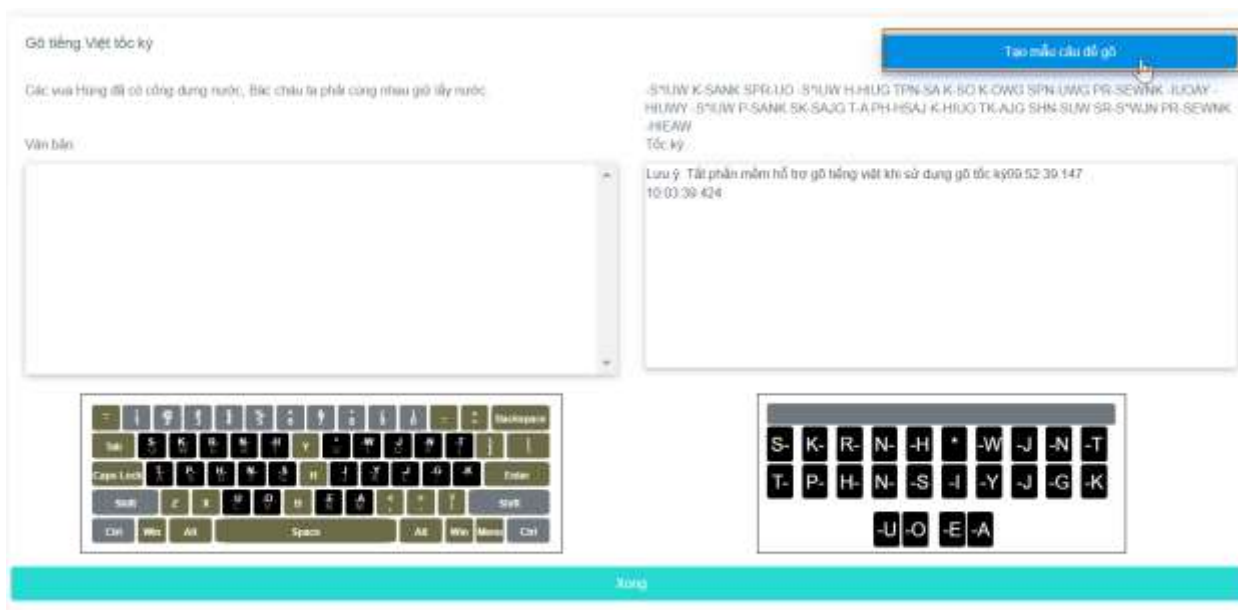 Gõ tiếng Việt tốc ký
Tạo mẫu câu để gõ
Các vua Hùng đã có công dựng nước, Bác cháu ta phải cùng nhau giữ lấy nước.
-S*IUW K-SANK SPR-UO -S*IUW H-HIUG TPN-SA K-SO K-OWG SPN-UWG PR-SEWNK -IUOAY -
HIUWY -S*IUW P-SANK SK-SAJG T-A PH-HSAJ K-HIUG TK-AJG SHN-SUW SR-S*WJN PR-SEWNK
-HIEAW
Văn bản
Tốc ký
Lưu ý: Tắt phần mềm hỗ trợ gõ tiếng việt khi sử dụng gõ tốc ký09:52:39.147
10:03:39.424
Backspace
Tab
Caps Lock
Enter
Shift
Shift
Ctrl Win Alt Space Alt Win Menu Ctrl
S- K- R- N- -H * -W -J -N -T
T- P- H- N- -S -I -Y -J -G -K
-U -O -E -A
Xong